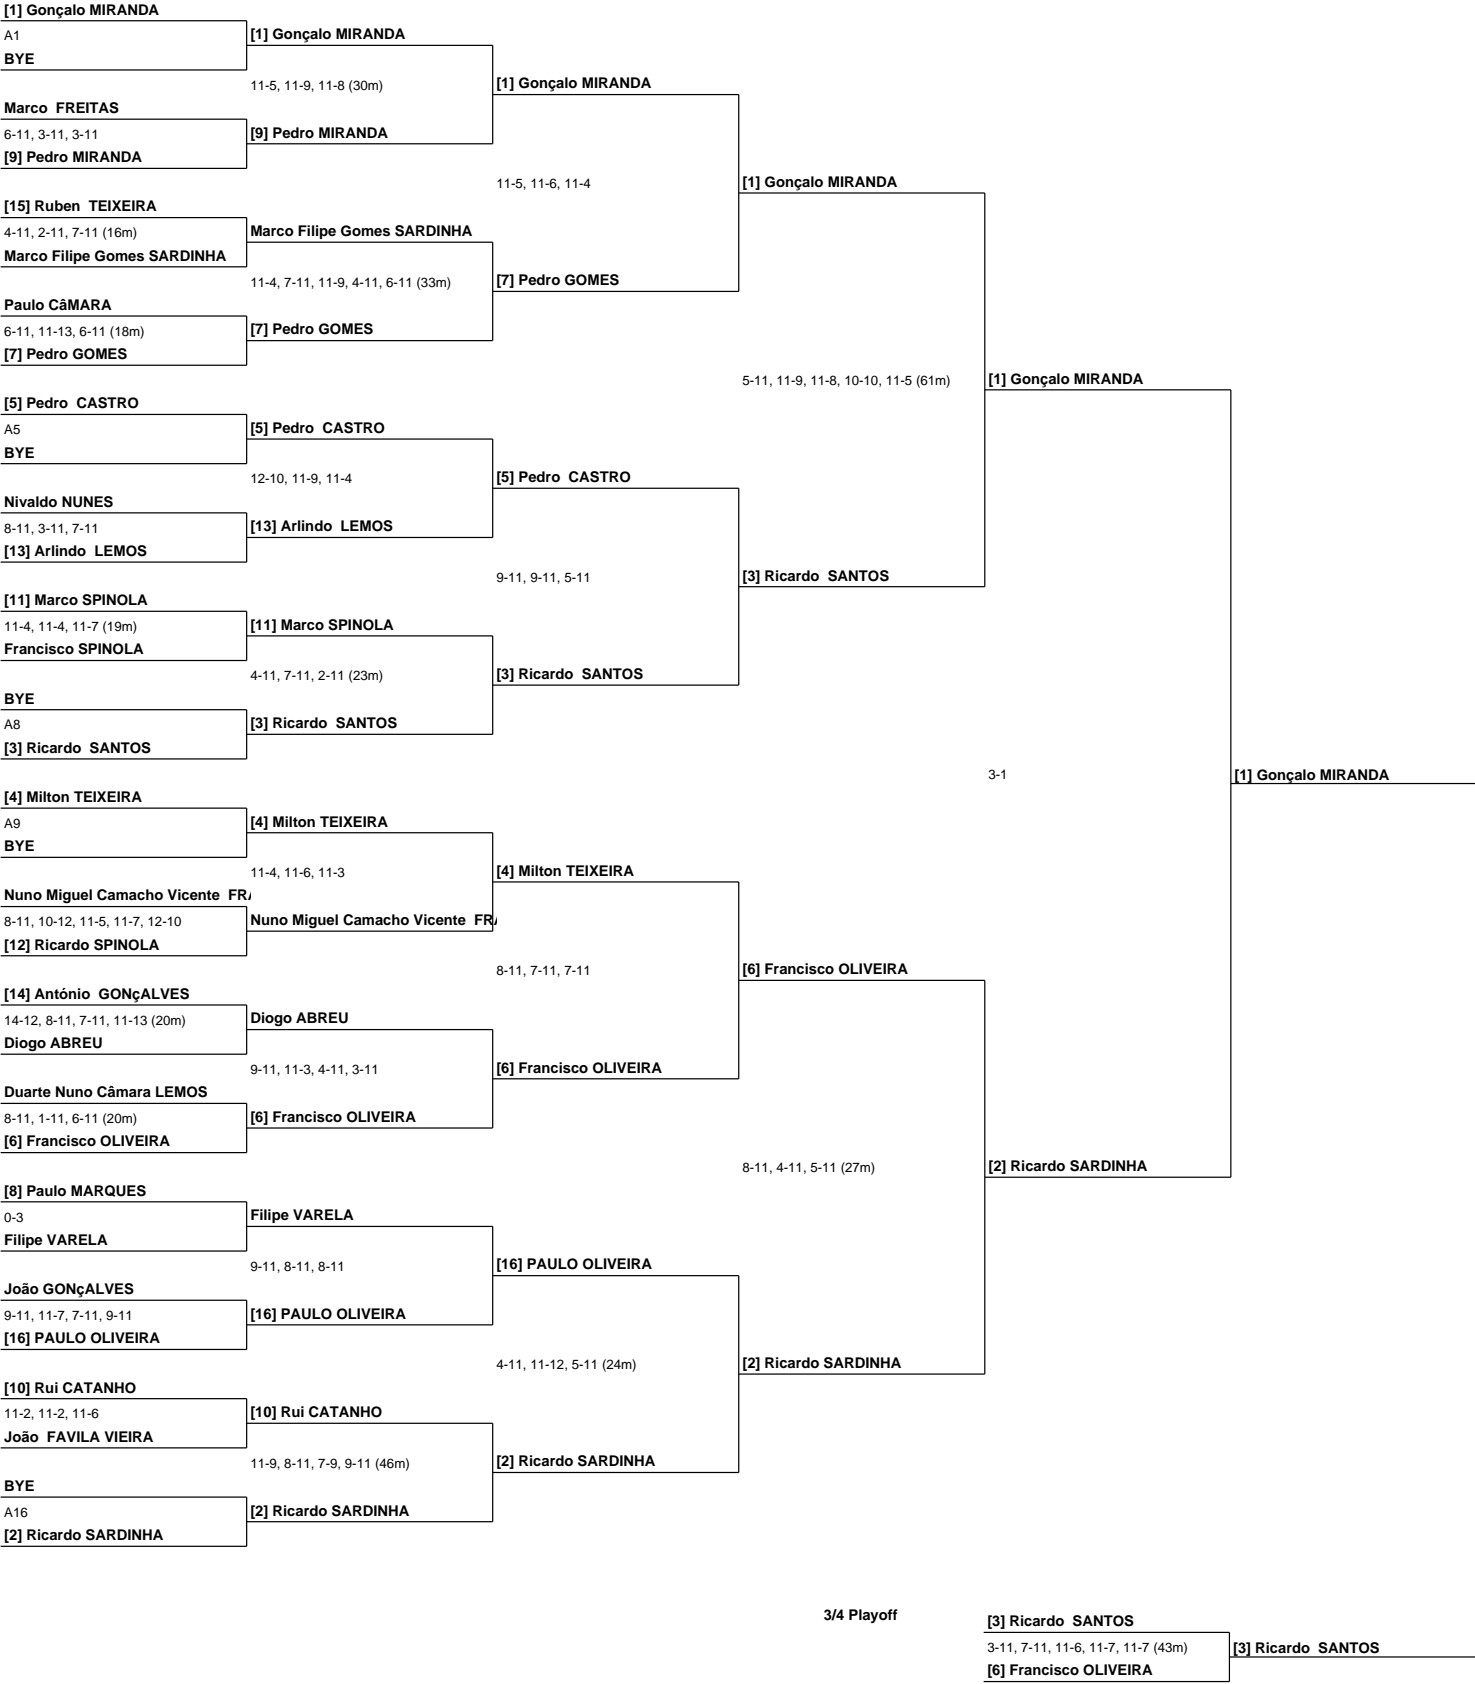 [1] Gonçalo MIRANDA
A1
BYE
Marco  FREITAS
6-11, 3-11, 3-11
[9] Pedro MIRANDA
[15] Ruben  TEIXEIRA
4-11, 2-11, 7-11 (16m)
Marco Filipe Gomes SARDINHA
Paulo CâMARA
6-11, 11-13, 6-11 (18m)
[7] Pedro GOMES
[5] Pedro  CASTRO
A5
BYE
Nivaldo NUNES
8-11, 3-11, 7-11
[13] Arlindo  LEMOS
[11] Marco SPINOLA
11-4, 11-4, 11-7 (19m)
Francisco SPINOLA
BYE
A8
[3] Ricardo  SANTOS
[4] Milton TEIXEIRA
A9
BYE
Nuno Miguel Camacho Vicente  FRA
8-11, 10-12, 11-5, 11-7, 12-10
[12] Ricardo SPINOLA
[14] António  GONçALVES
14-12, 8-11, 7-11, 11-13 (20m)
Diogo ABREU
Duarte Nuno Câmara LEMOS
8-11, 1-11, 6-11 (20m)
[6] Francisco OLIVEIRA
[8] Paulo MARQUES
0-3
Filipe VARELA
João GONçALVES
9-11, 11-7, 7-11, 9-11
[16] PAULO OLIVEIRA
[10] Rui CATANHO
11-2, 11-2, 11-6
João  FAVILA VIEIRA
BYE
A16
[2] Ricardo SARDINHA
[1] Gonçalo MIRANDA
11-5, 11-9, 11-8 (30m)
[9] Pedro MIRANDA
Marco Filipe Gomes SARDINHA
11-4, 7-11, 11-9, 4-11, 6-11 (33m)
[7] Pedro GOMES
[5] Pedro  CASTRO
12-10, 11-9, 11-4
[13] Arlindo  LEMOS
[11] Marco SPINOLA
4-11, 7-11, 2-11 (23m)
[3] Ricardo  SANTOS
[4] Milton TEIXEIRA
11-4, 11-6, 11-3
Nuno Miguel Camacho Vicente  FRA
Diogo ABREU
9-11, 11-3, 4-11, 3-11
[6] Francisco OLIVEIRA
Filipe VARELA
9-11, 8-11, 8-11
[16] PAULO OLIVEIRA
[10] Rui CATANHO
11-9, 8-11, 7-9, 9-11 (46m)
[2] Ricardo SARDINHA
[1] Gonçalo MIRANDA
11-5, 11-6, 11-4
[7] Pedro GOMES
[5] Pedro  CASTRO
9-11, 9-11, 5-11
[3] Ricardo  SANTOS
[4] Milton TEIXEIRA
8-11, 7-11, 7-11
[6] Francisco OLIVEIRA
[16] PAULO OLIVEIRA
4-11, 11-12, 5-11 (24m)
[2] Ricardo SARDINHA
[1] Gonçalo MIRANDA
5-11, 11-9, 11-8, 10-10, 11-5 (61m)
[3] Ricardo  SANTOS
[6] Francisco OLIVEIRA
8-11, 4-11, 5-11 (27m)
[2] Ricardo SARDINHA
[1] Gonçalo MIRANDA
3-1
[2] Ricardo SARDINHA
[1] Gonçalo MIRANDA
3/4 Playoff
[3] Ricardo  SANTOS
3-11, 7-11, 11-6, 11-7, 11-7 (43m)
[6] Francisco OLIVEIRA
[3] Ricardo  SANTOS